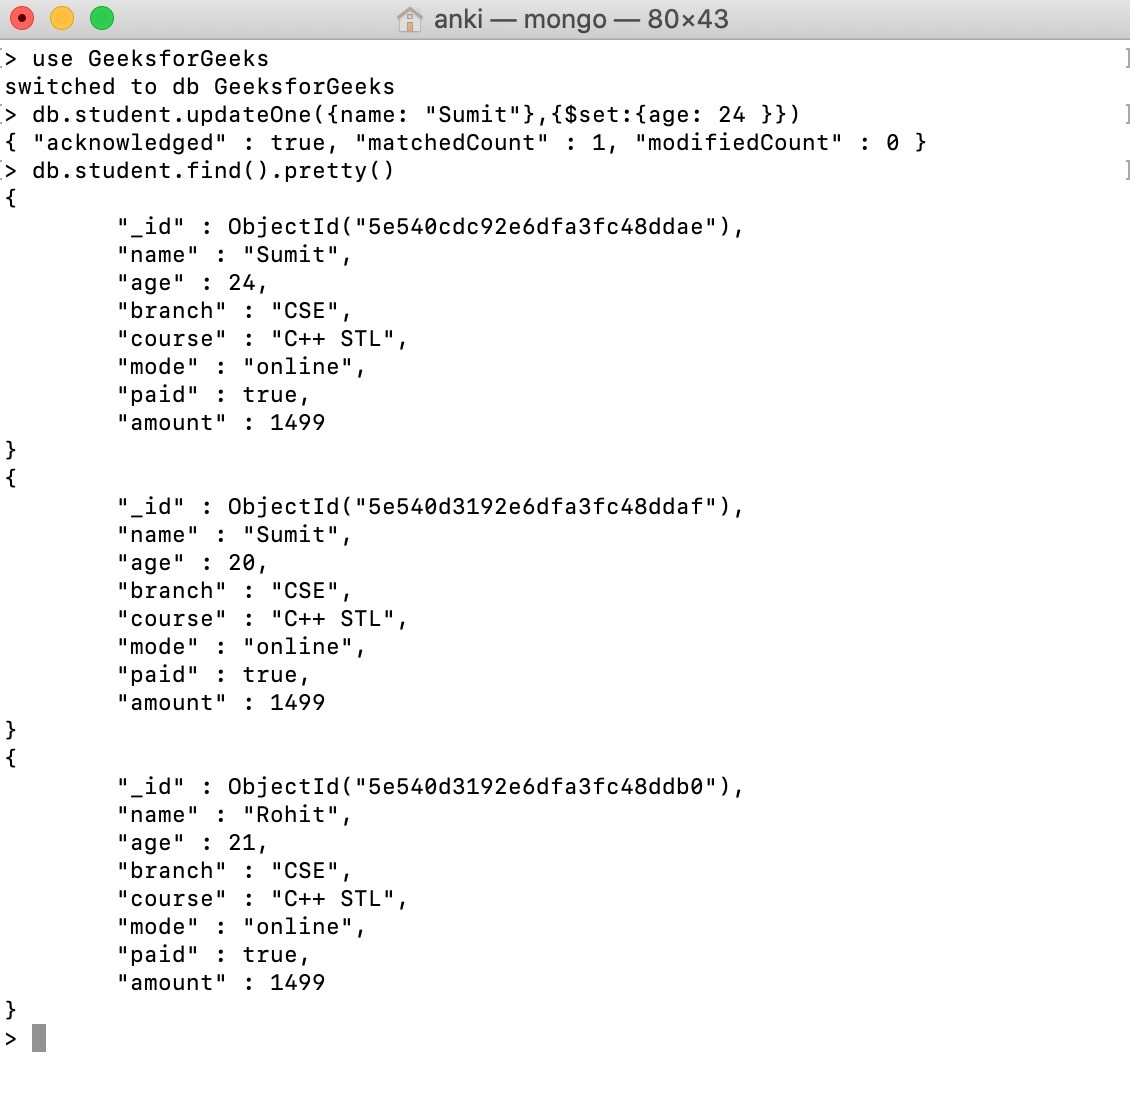 anki — mongo — 80×43
> use GeeksforGeeks
switched to db GeeksforGeeks
> db.student.updateOne({name: "Sumit"},{$set:{age: 24 }})
{ "acknowledged" : true, "matchedCount" : 1, "modifiedCount" : 0 }
> db.student.find().pretty()
{
        "_id" : ObjectId("5e540cdc92e6dfa3fc48ddae"),
        "name" : "Sumit",
        "age" : 24,
        "branch" : "CSE",
        "course" : "C++ STL",
        "mode" : "online",
        "paid" : true,
        "amount" : 1499
}
{
        "_id" : ObjectId("5e540d3192e6dfa3fc48ddaf"),
        "name" : "Sumit",
        "age" : 20,
        "branch" : "CSE",
        "course" : "C++ STL",
        "mode" : "online",
        "paid" : true,
        "amount" : 1499
}
{
        "_id" : ObjectId("5e540d3192e6dfa3fc48ddb0"),
        "name" : "Rohit",
        "age" : 21,
        "branch" : "CSE",
        "course" : "C++ STL",
        "mode" : "online",
        "paid" : true,
        "amount" : 1499
}
>